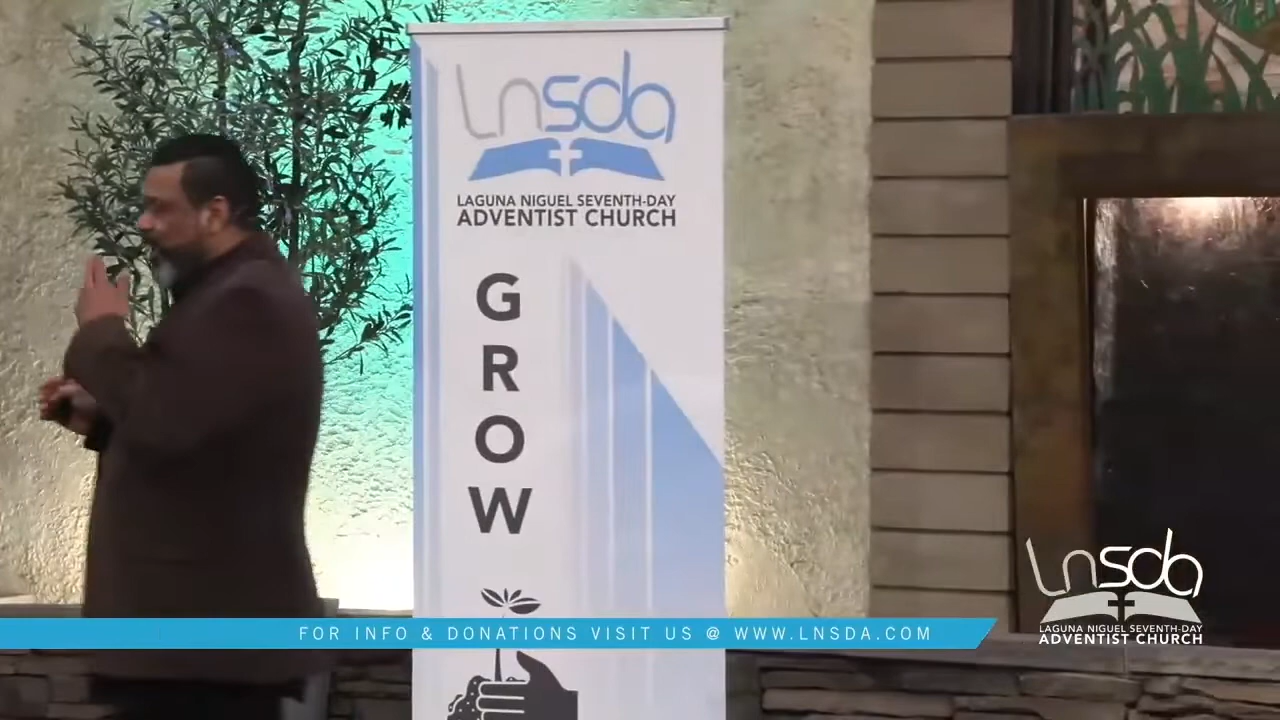 lnsda
LAGUNA NIGUEL SEVENTH-DAY
ADVENTIST CHURCH
G
R
O
W
FOR INFO & DONATIONS VISIT US @ WWW.LNSDA.COM
lnsda
LAGUNA NIGUEL SEVENTH-DAY
ADVENTIST CHURCH